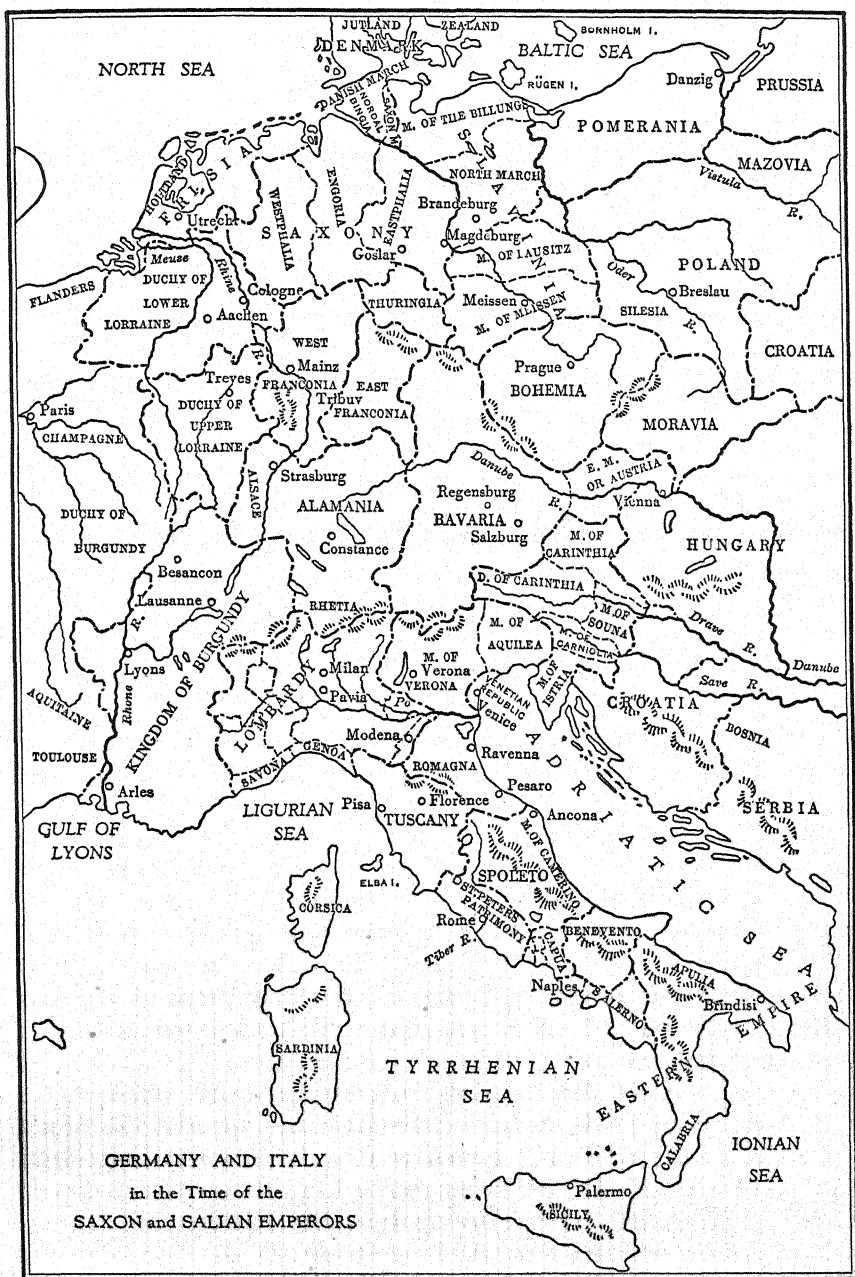 JUTLAND
ZEALAND
BORNHOLM I.
DENMARK
BALTIC SEA
NORTH SEA
DANISH MARCH
RÜGEN I.
Danzig
PRUSSIA
NORDAL
BINGIA
SAXON M.
M. OF THE BILLUNGS
POMERANIA
MAZOVIA
Vistula
R.
SLAVINIA
NORTH MARCH
HOLLAND
FRISIA
Utrecht
WESTPHALIA
ENGORIA
EASTPHALIA
SAXONY
Brandeburg
Magdeburg
Goslar
M. OF LAUSITZ
Meuse
Rhine
R.
FLANDERS
DUCHY OF
LOWER
LORRAINE
Cologne
Aachen
THURINGIA
Meissen
M. OF MEISSEN
Oder
R.
POLAND
Breslau
SILESIA
CROATIA
WEST
FRANCONIA
Mainz
Tribuv
EAST
FRANCONIA
Prague
BOHEMIA
MORAVIA
Treves
DUCHY OF
UPPER
LORRAINE
Paris
CHAMPAGNE
ALSACE
Strasburg
Danube
R.
E. M.
OR AUSTRIA
Vienna
DUCHY OF
BURGUNDY
ALAMANIA
Constance
Regensburg
BAVARIA
Salzburg
M. OF
CARINTHIA
HUNGARY
Besancon
Lausanne
D. OF CARINTHIA
RHETIA
M. OF
SOUNA
Drave
R.
M. OF
AQUILEA
M. OF
CARNIOLIA
Danube
Save R.
Lyons
Rhone
R.
KINGDOM OF BURGUNDY
Milan
Pavia
LOMBARDY
M. OF
Verona
VERONA
Po
VENETIAN
REPUBLIC
Venice
M. OF
ISTRIA
CROATIA
BOSNIA
SERBIA
AQUITAINE
TOULOUSE
Arles
SAVONA
GENOA
Modena
ROMAGNA
Ravenna
ADRIATIC SEA
Pesaro
Ancona
Florence
TUSCANY
Pisa
GULF OF
LYONS
LIGURIAN
SEA
ELBA I.
CORSICA
M. OF CAMERINO
SPOLETO
ST. PETERS
PATRIMONY
Rome
Tiber R.
CAPUA
BENEVENTO
Naples
SALERNO
APULIA
Brindisi
EASTERN EMPIRE
SARDINIA
TYRRHENIAN
SEA
CALABRIA
IONIAN
SEA
Palermo
SICILY
GERMANY AND ITALY
in the Time of the
SAXON and SALIAN EMPERORS